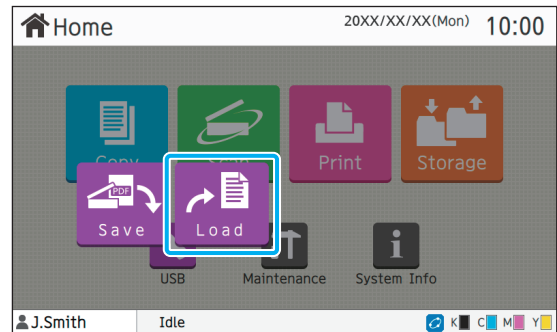 Home
20XX/XX/XX(Mon) 10:00
Copy
Print
Storage
PDF
Save
Load
USB
Maintenance
System Info
J.Smith
Idle
K C M Y